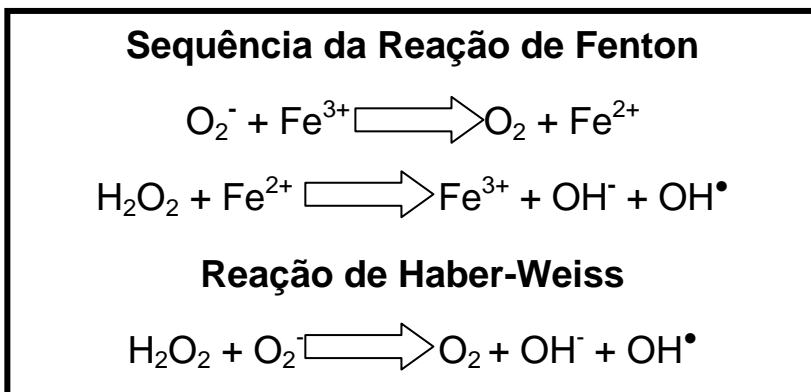 Sequência da Reação de Fenton
O₂⁻ + Fe³⁺ ⇨ O₂ + Fe²⁺
H₂O₂ + Fe²⁺ ⇨ Fe³⁺ + OH⁻ + OH•
Reação de Haber-Weiss
H₂O₂ + O₂⁻ ⇨ O₂ + OH⁻ + OH•